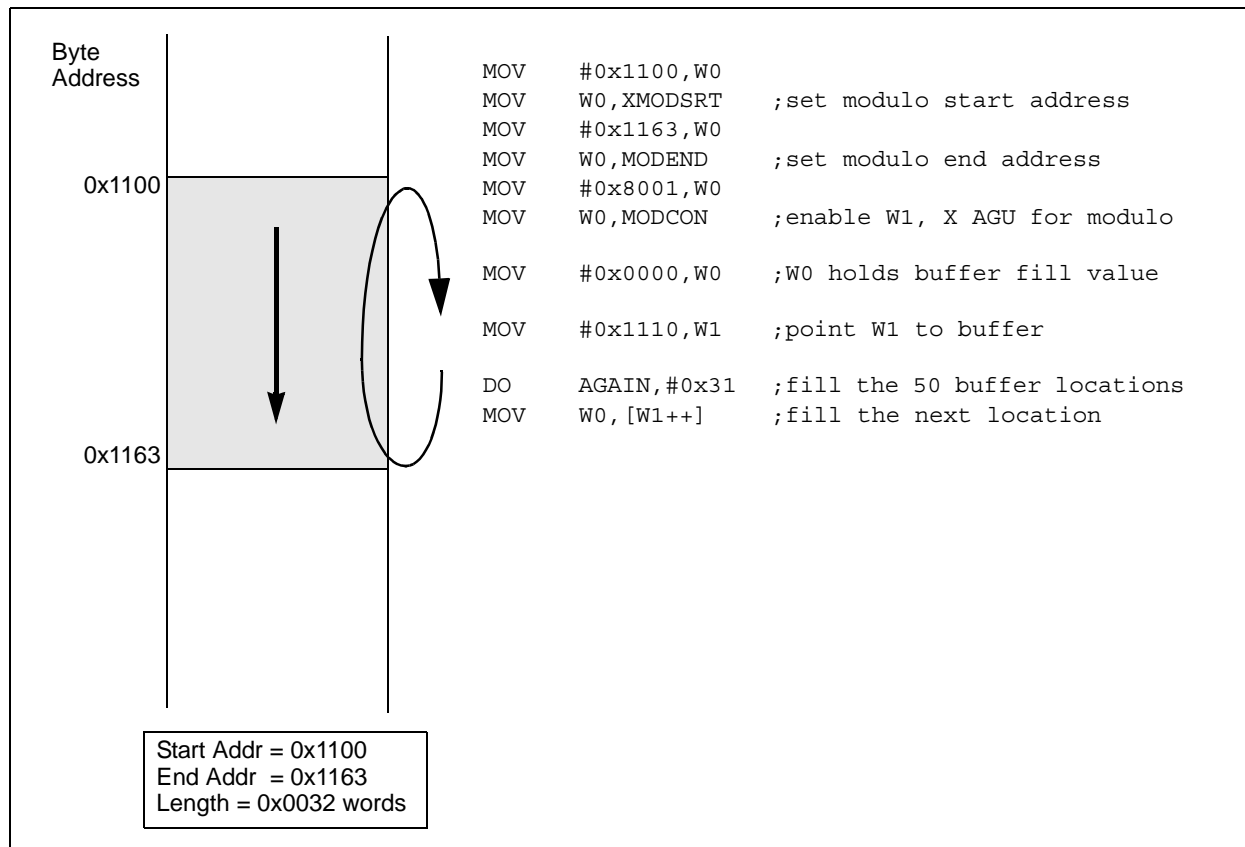 Byte
Address
MOV #0x1100,W0
MOV W0,XMODSRT ;set modulo start address
MOV #0x1163,W0
MOV W0,MODEND ;set modulo end address
MOV #0x8001,W0
MOV W0,MODCON ;enable W1, X AGU for modulo
MOV #0x0000,W0 ;W0 holds buffer fill value
MOV #0x1110,W1 ;point W1 to buffer
DO AGAIN,#0x31 ;fill the 50 buffer locations
MOV W0,[W1++] ;fill the next location
0x1100
0x1163
Start Addr = 0x1100
End Addr = 0x1163
Length = 0x0032 words